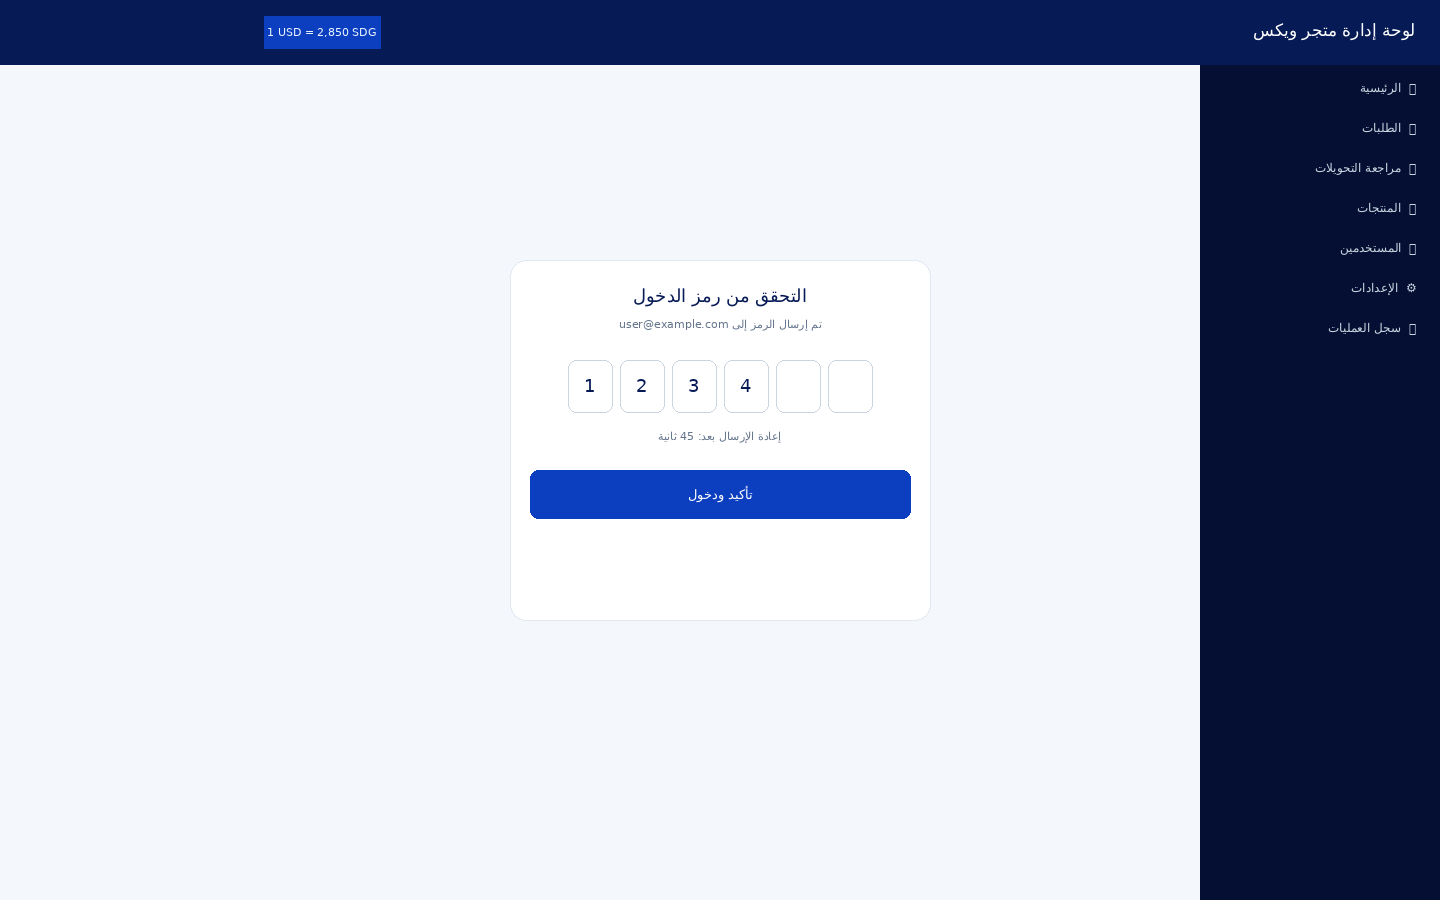 لوحة إدارة متجر ويكس
1 USD = 2,850 SDG
الرئيسية
الطلبات
مراجعة التحويلات
المنتجات
المستخدمين
الإعدادات
سجل العمليات
التحقق من رمز الدخول
تم إرسال الرمز إلى user@example.com
1 2 3 4
إعادة الإرسال بعد: 45 ثانية
تأكيد ودخول